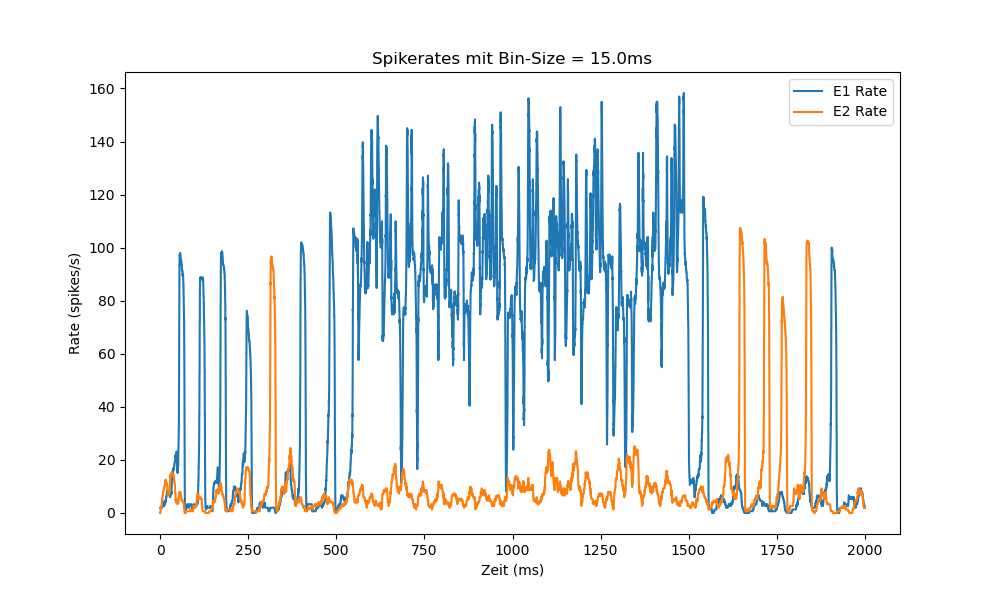 Spikerates mit Bin-Size = 15.0ms
E1 Rate
E2 Rate
Rate (spikes/s)
160
140
120
100
80
60
40
20
0
0 250 500 750 1000 1250 1500 1750 2000
Zeit (ms)